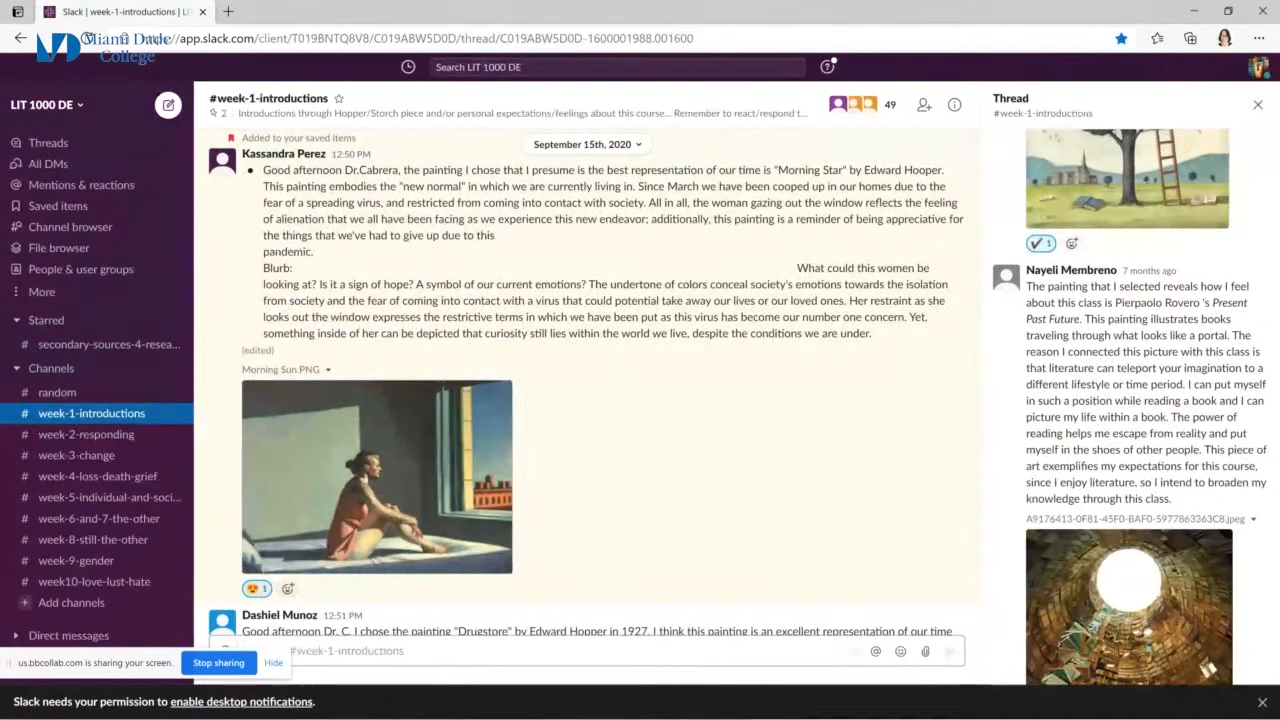 Slack | week-1-introductions | LI
Miami Dade
College
//app.slack.com/client/T019BNTQ8V8/C019ABW5D0D/thread/C019ABW5D0D-1600001988.001600
Search LIT 1000 DE
LIT 1000 DE
Threads
All DMs
Mentions & reactions
Saved items
Channel browser
File browser
People & user groups
More
Starred
# secondary-sources-4-resea...
Channels
# random
# week-1-introductions
# week-2-responding
# week-3-change
# week-4-loss-death-grief
# week-5-individual-and-soci...
# week-6-and-7-the-other
# week-8-still-the-other
# week-9-gender
# week10-love-lust-hate
+ Add channels
Direct messages
us.bbcollab.com is sharing your screen.
Stop sharing
Hide
#week-1-introductions
2 | Introductions through Hopper/Storch piece and/or personal expectations/feelings about this course... Remember to react/respond t...
49
Added to your saved items
September 15th, 2020
Kassandra Perez 12:50 PM
• Good afternoon Dr.Cabrera, the painting I chose that I presume is the best representation of our time is "Morning Star" by Edward Hooper.
This painting embodies the "new normal" in which we are currently living in. Since March we have been cooped up in our homes due to the
fear of a spreading virus, and restricted from coming into contact with society. All in all, the woman gazing out the window reflects the feeling
of alienation that we all have been facing as we experience this new endeavor; additionally, this painting is a reminder of being appreciative for
the things that we've had to give up due to this
pandemic.
Blurb: What could this women be
looking at? Is it a sign of hope? A symbol of our current emotions? The undertone of colors conceal society's emotions towards the isolation
from society and the fear of coming into contact with a virus that could potential take away our lives or our loved ones. Her restraint as she
looks out the window expresses the restrictive terms in which we have been put as this virus has become our number one concern. Yet,
something inside of her can be depicted that curiosity still lies within the world we live, despite the conditions we are under.
(edited)
Morning Sun.PNG
1
Dashiel Munoz 12:51 PM
Good afternoon Dr. C. I chose the painting "Drugstore" by Edward Hopper in 1927. I think this painting is an excellent representation of our time
#week-1-introductions
Thread
#week-1-introductions
1
Nayeli Membreno 7 months ago
The painting that I selected reveals how I feel
about this class is Pierpaolo Rovero 's Present
Past Future. This painting illustrates books
traveling through what looks like a portal. The
reason I connected this picture with this class is
that literature can teleport your imagination to a
different lifestyle or time period. I can put myself
in such a position while reading a book and I can
picture my life within a book. The power of
reading helps me escape from reality and put
myself in the shoes of other people. This piece of
art exemplifies my expectations for this course,
since I enjoy literature, so I intend to broaden my
knowledge through this class.
A9176413-0F81-45F0-BAF0-5977863363C8.jpeg
Slack needs your permission to enable desktop notifications.